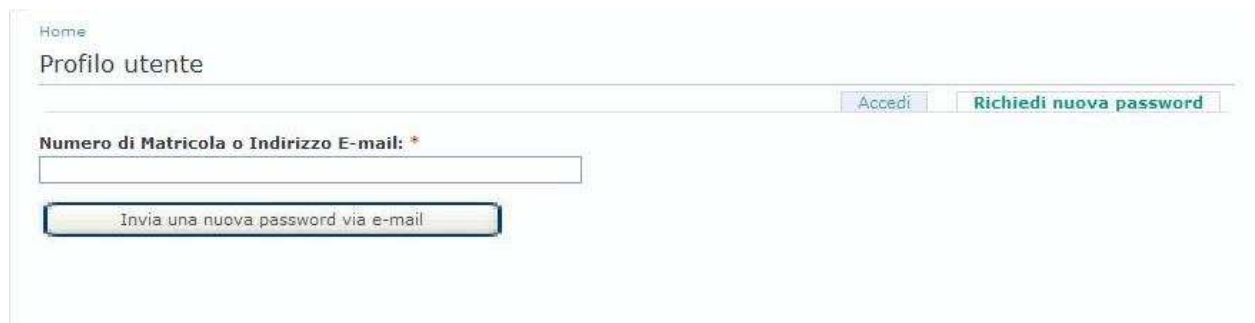 Home
Profilo utente
Accedi Richiedi nuova password
Numero di Matricola o Indirizzo E-mail: *
Invia una nuova password via e-mail